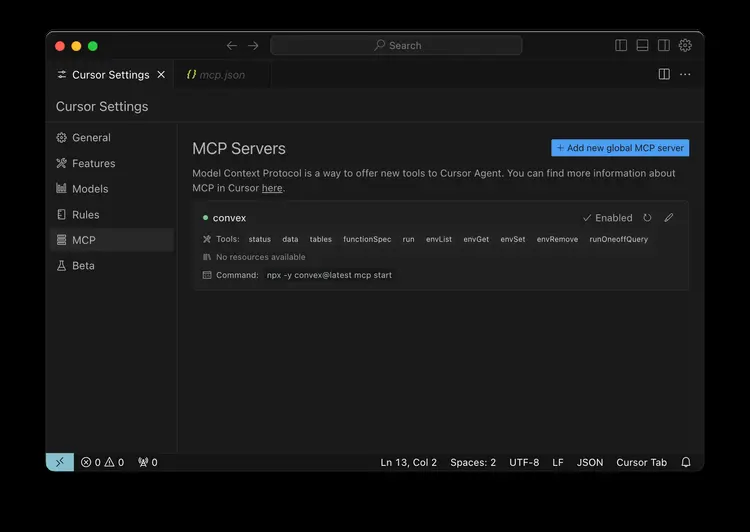 Search
Cursor Settings
{} mcp.json
Cursor Settings
General
Features
Models
Rules
MCP
Beta
MCP Servers
+ Add new global MCP server
Model Context Protocol is a way to offer new tools to Cursor Agent. You can find more information about
MCP in Cursor here.
convex
Enabled
Tools: status data tables functionSpec run envList envGet envSet envRemove runOneoffQuery
No resources available
Command: npx -y convex@latest mcp start
0 0 0 Ln 13, Col 2 Spaces: 2 UTF-8 LF JSON Cursor Tab